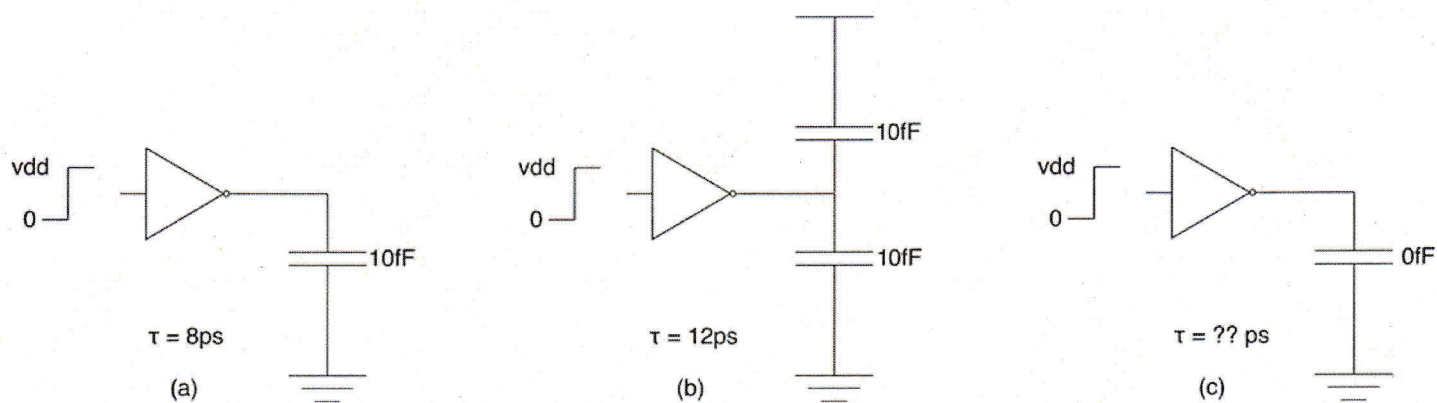 vdd
0
10fF
τ = 8ps
(a)
vdd
0
10fF
10fF
τ = 12ps
(b)
vdd
0
0fF
τ = ?? ps
(c)